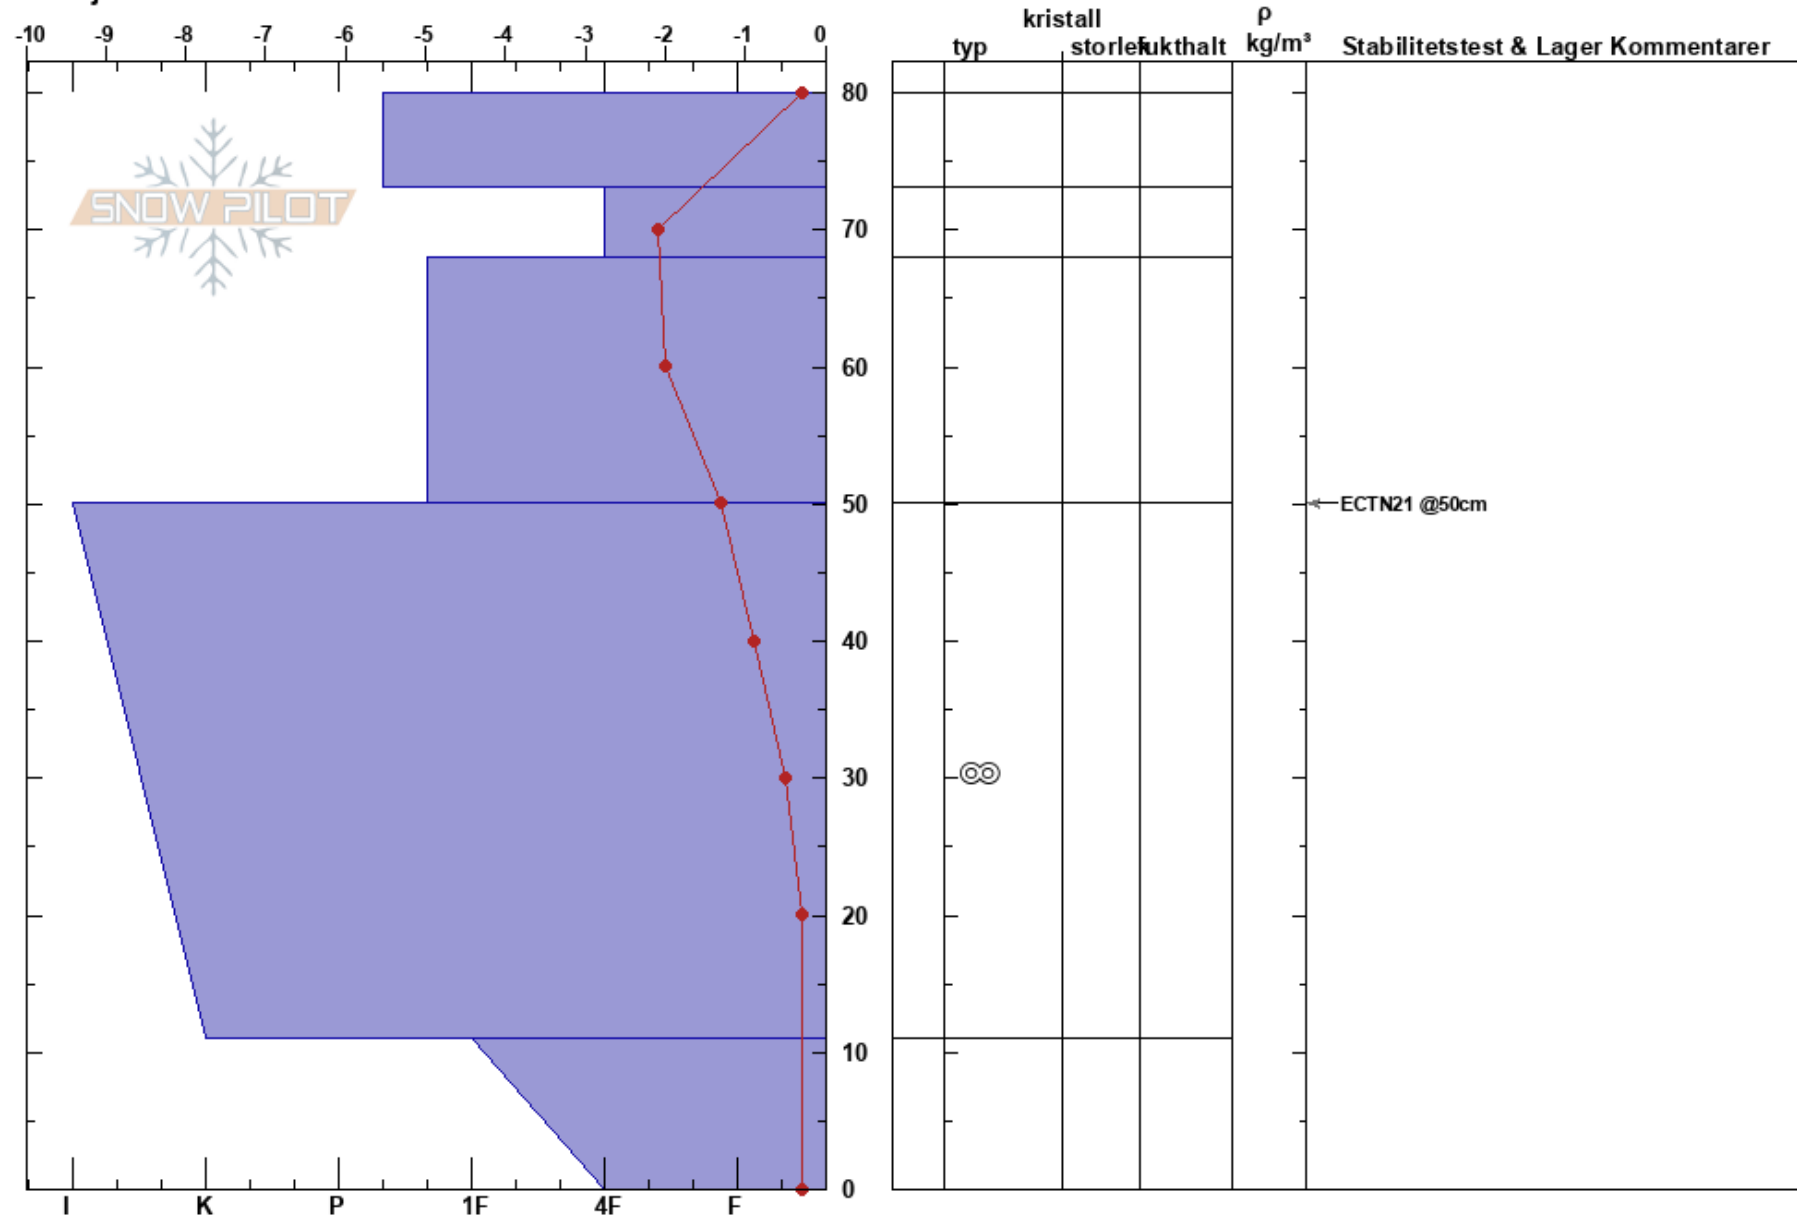 kristall ρ
-10 -9 -8 -7 -6 -5 -4 -3 -2 -1 0 typ storlek fukthalt kg/m³ Stabilitetstest & Lager Kommentarer
80
SNOW PILOT
70
60
50 ECTN21 @50cm
40
30
20
10
0
I K P 1F 4F F